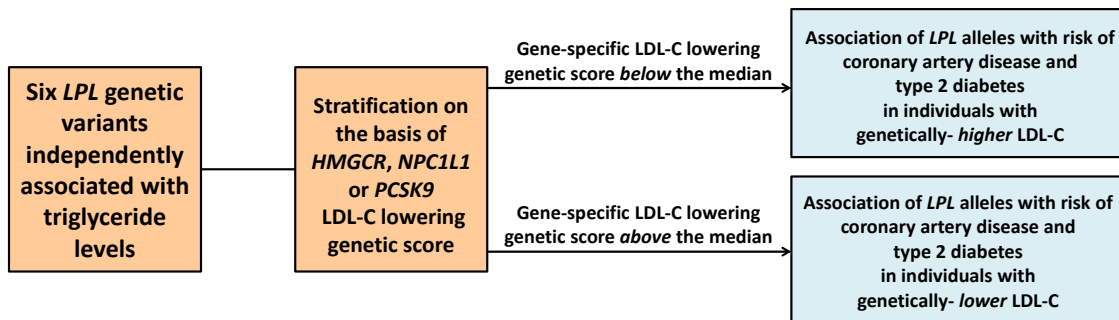 Six LPL genetic
variants
independently
associated with
triglyceride
levels
Stratification on
the basis of
HMGCR, NPC1L1
or PCSK9
LDL-C lowering
genetic score
Gene-specific LDL-C lowering
genetic score below the median
Association of LPL alleles with risk of
coronary artery disease and
type 2 diabetes
in individuals with
genetically- higher LDL-C
Gene-specific LDL-C lowering
genetic score above the median
Association of LPL alleles with risk of
coronary artery disease and
type 2 diabetes
in individuals with
genetically- lower LDL-C